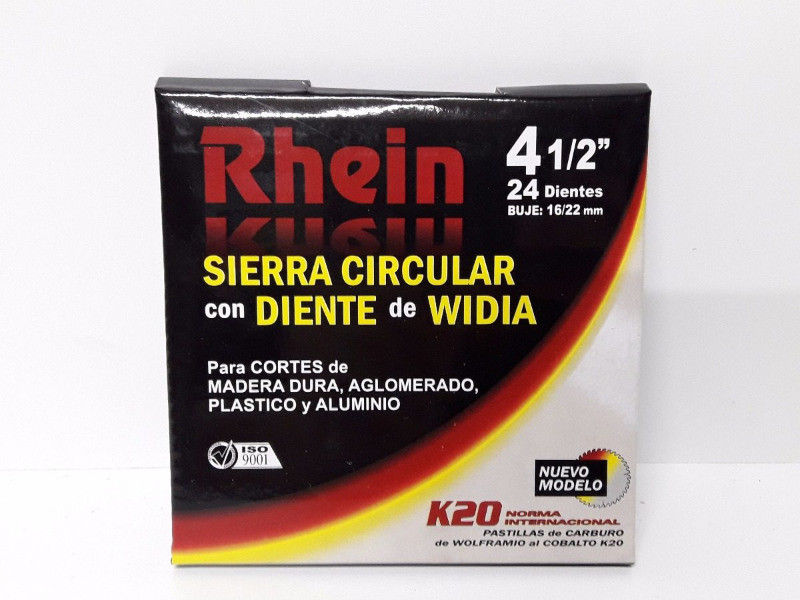 Rhein
4 1/2"
24 Dientes
BUJE: 16/22 mm
SIERRA CIRCULAR
con DIENTE de WIDIA
Para CORTES de
MADERA DURA, AGLOMERADO,
PLASTICO y ALUMINIO
ISO
9001
NUEVO
MODELO
K20 NORMA
INTERNACIONAL
PASTILLAS de CARBURO
de WOLFRAMIO al COBALTO K20